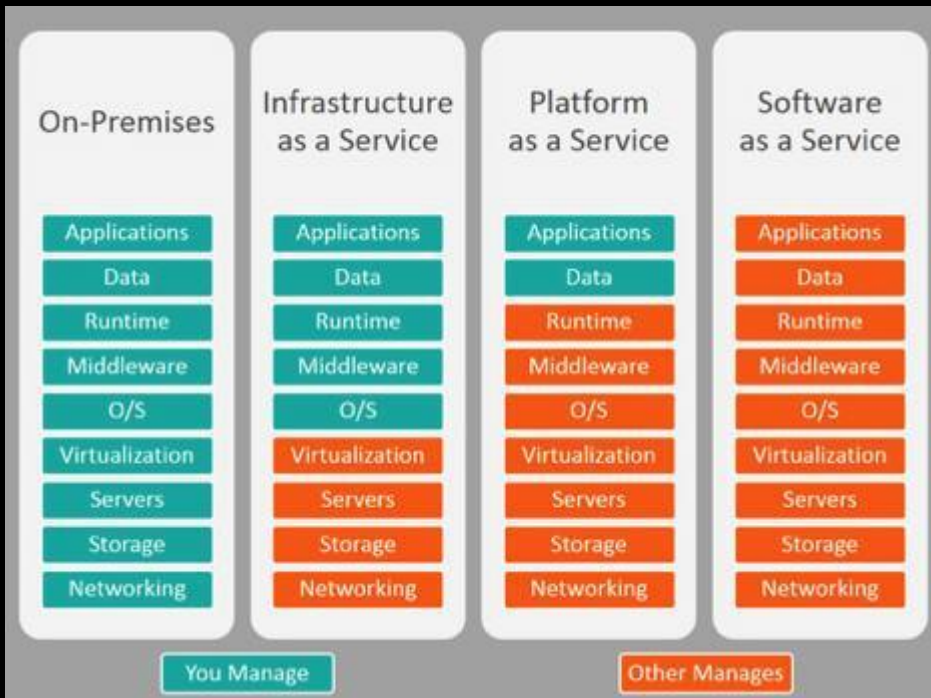 On-Premises
Applications
Data
Runtime
Middleware
O/S
Virtualization
Servers
Storage
Networking
Infrastructure
as a Service
Applications
Data
Runtime
Middleware
O/S
Virtualization
Servers
Storage
Networking
Platform
as a Service
Applications
Data
Runtime
Middleware
O/S
Virtualization
Servers
Storage
Networking
Software
as a Service
Applications
Data
Runtime
Middleware
O/S
Virtualization
Servers
Storage
Networking
You Manage
Other Manages